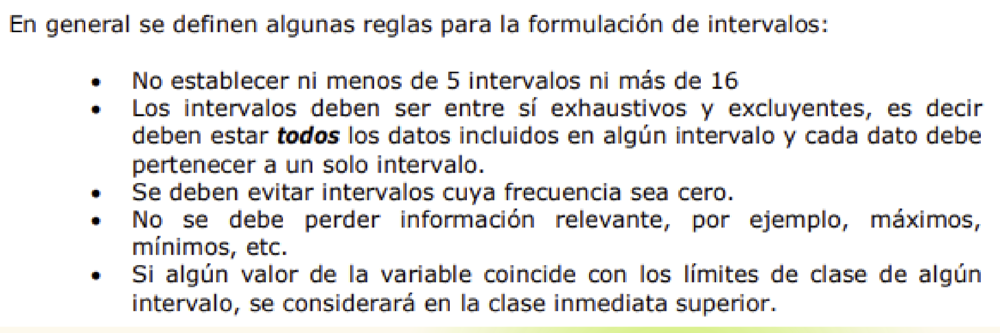 En general se definen algunas reglas para la formulación de intervalos:
• No establecer ni menos de 5 intervalos ni más de 16
• Los intervalos deben ser entre sí exhaustivos y excluyentes, es decir
deben estar todos los datos incluidos en algún intervalo y cada dato debe
pertenecer a un solo intervalo.
• Se deben evitar intervalos cuya frecuencia sea cero.
• No se debe perder información relevante, por ejemplo, máximos,
mínimos, etc.
• Si algún valor de la variable coincide con los límites de clase de algún
intervalo, se considerará en la clase inmediata superior.